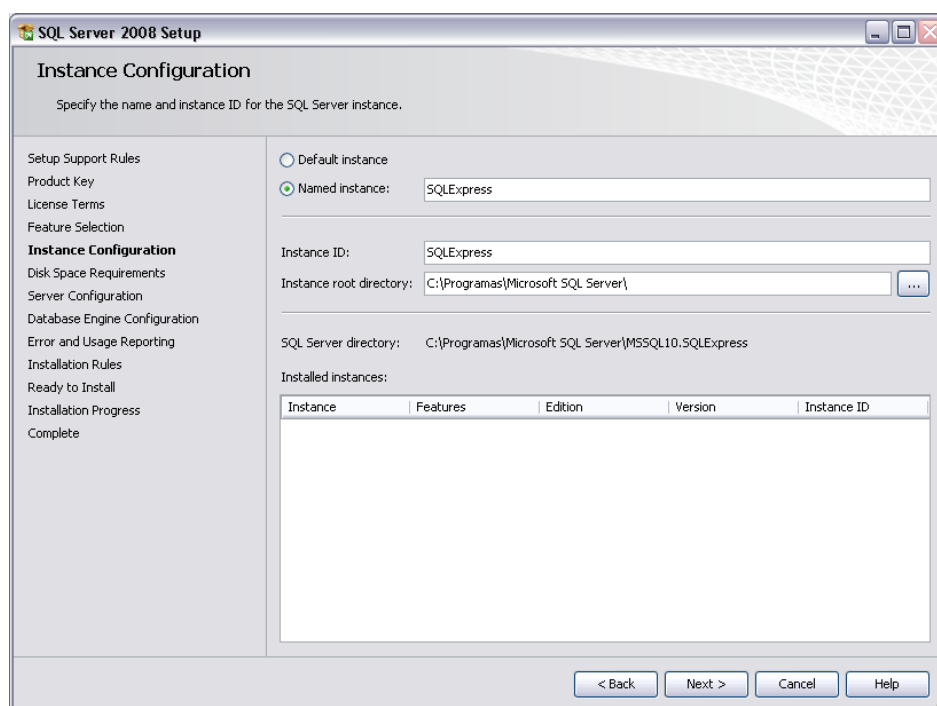 SQL Server 2008 Setup
Instance Configuration
Specify the name and instance ID for the SQL Server instance.
Setup Support Rules
Product Key
License Terms
Feature Selection
Instance Configuration
Disk Space Requirements
Server Configuration
Database Engine Configuration
Error and Usage Reporting
Installation Rules
Ready to Install
Installation Progress
Complete
Default instance
Named instance: SQLExpress
Instance ID: SQLExpress
Instance root directory: C:\Programas\Microsoft SQL Server\ ...
SQL Server directory: C:\Programas\Microsoft SQL Server\MSSQL10.SQLExpress
Installed instances:
Instance Features Edition Version Instance ID
< Back Next > Cancel Help